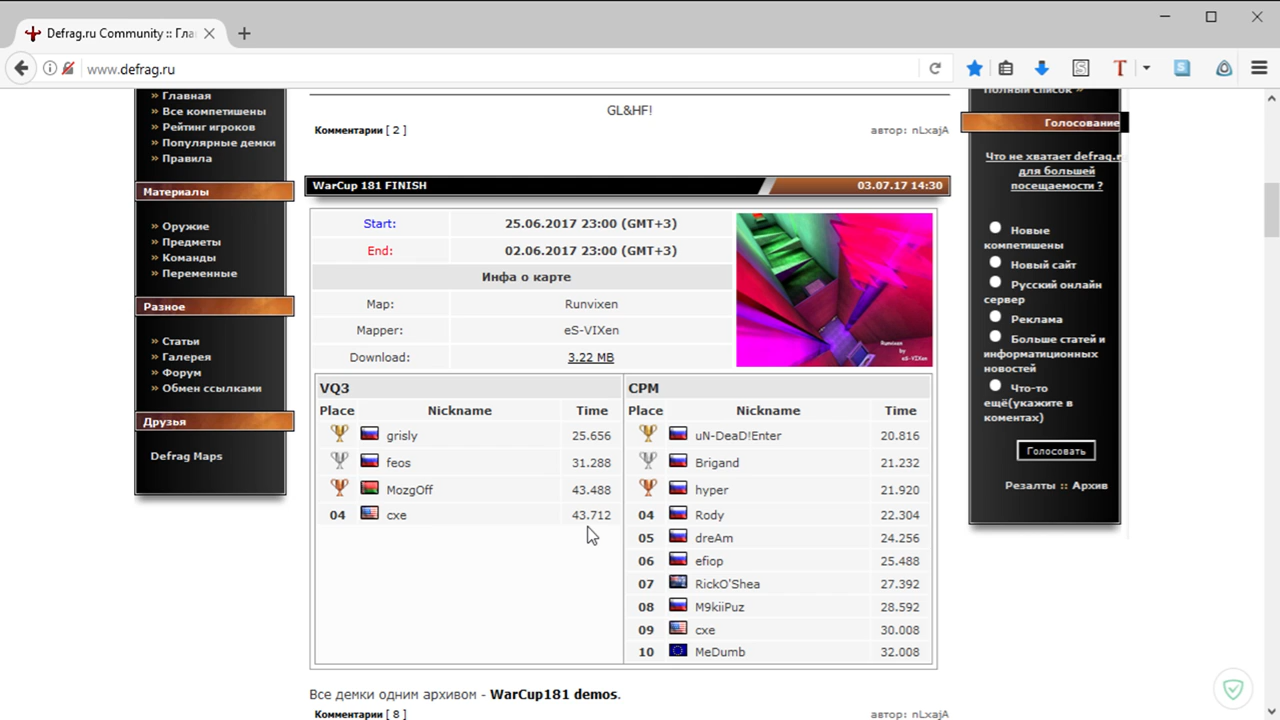 Defrag.ru Community :: Гла
www.defrag.ru
» Главная
» Все компетишены
» Рейтинг игроков
» Популярные демки
» Правила
Материалы
» Оружие
» Предметы
» Команды
» Переменные
Разное
» Статьи
» Галерея
» Форум
» Обмен ссылками
Друзья
Defrag Maps
GL&HF!
Комментарии [ 2 ]
автор: nLxajA
WarCup 181 FINISH
03.07.17 14:30
Start: 25.06.2017 23:00 (GMT+3)
End: 02.06.2017 23:00 (GMT+3)
Инфа о карте
Map: Runvixen
Mapper: eS-VIXen
Download: 3.22 MB
Runvixen
by
eS-VIXen
VQ3
Place Nickname Time
grisly 25.656
feos 31.288
MozgOff 43.488
04 cxe 43.712
CPM
Place Nickname Time
uN-DeaD!Enter 20.816
Brigand 21.232
hyper 21.920
04 Rody 22.304
05 dreAm 24.256
06 efiop 25.488
07 RickO'Shea 27.392
08 M9kiiPuz 28.592
09 cxe 30.008
10 MeDumb 32.008
Все демки одним архивом - WarCup181 demos.
Комментарии [ 8 ]
автор: nLxajA
Полный список »
Голосование
Что не хватает defrag.r
для большей
посещаемости ?
Новые
компетишены
Новый сайт
Русский онлайн
сервер
Реклама
Больше статей и
информатиционных
новостей
Что-то
ещё(укажите в
коментах)
Голосовать
Резалты :: Архив